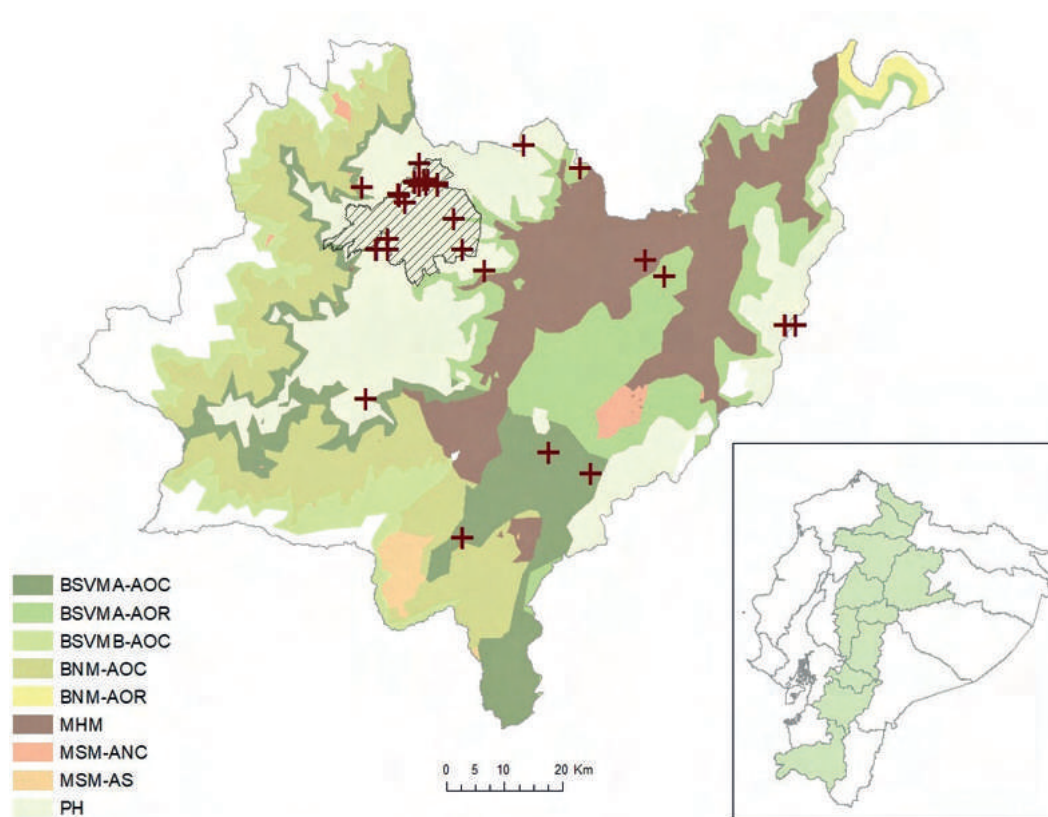 BSVMA-AOC
BSVMA-AOR
BSVMB-AOC
BNM-AOC
BNM-AOR
MHM
MSM-ANC
MSM-AS
PH
0 5 10 20 Km